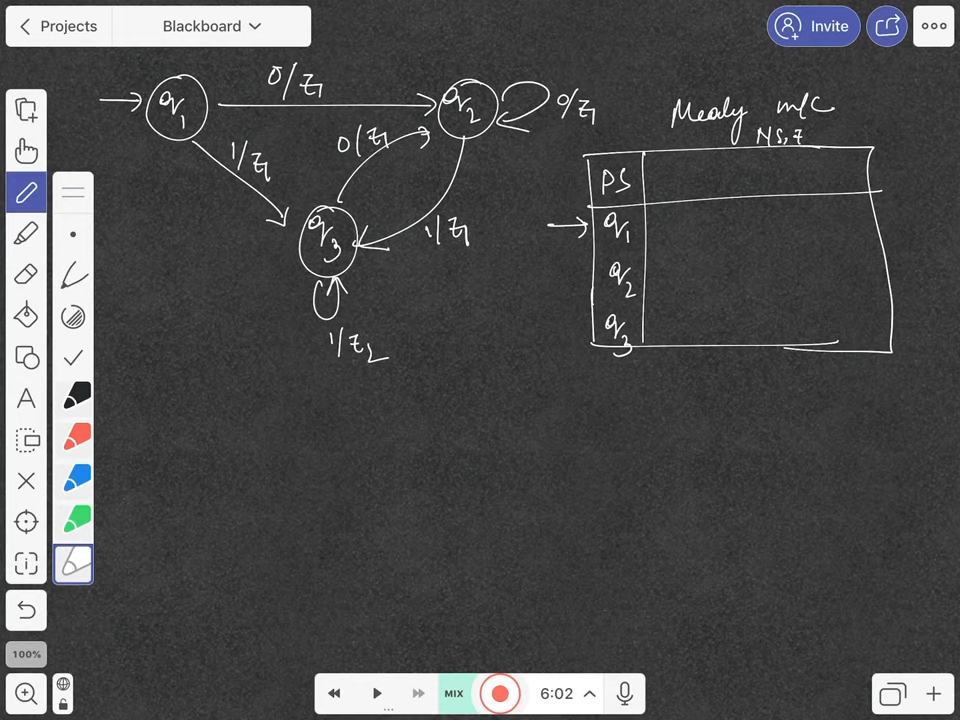 Projects
Blackboard
Invite
q1
0/Z1
q2
0/Z1
1/Z1
0/Z1
q3
1/Z1
1/Z2
Mealy m/c
NS, Z
PS
q1
q2
q3
A
100%
MIX
6:02